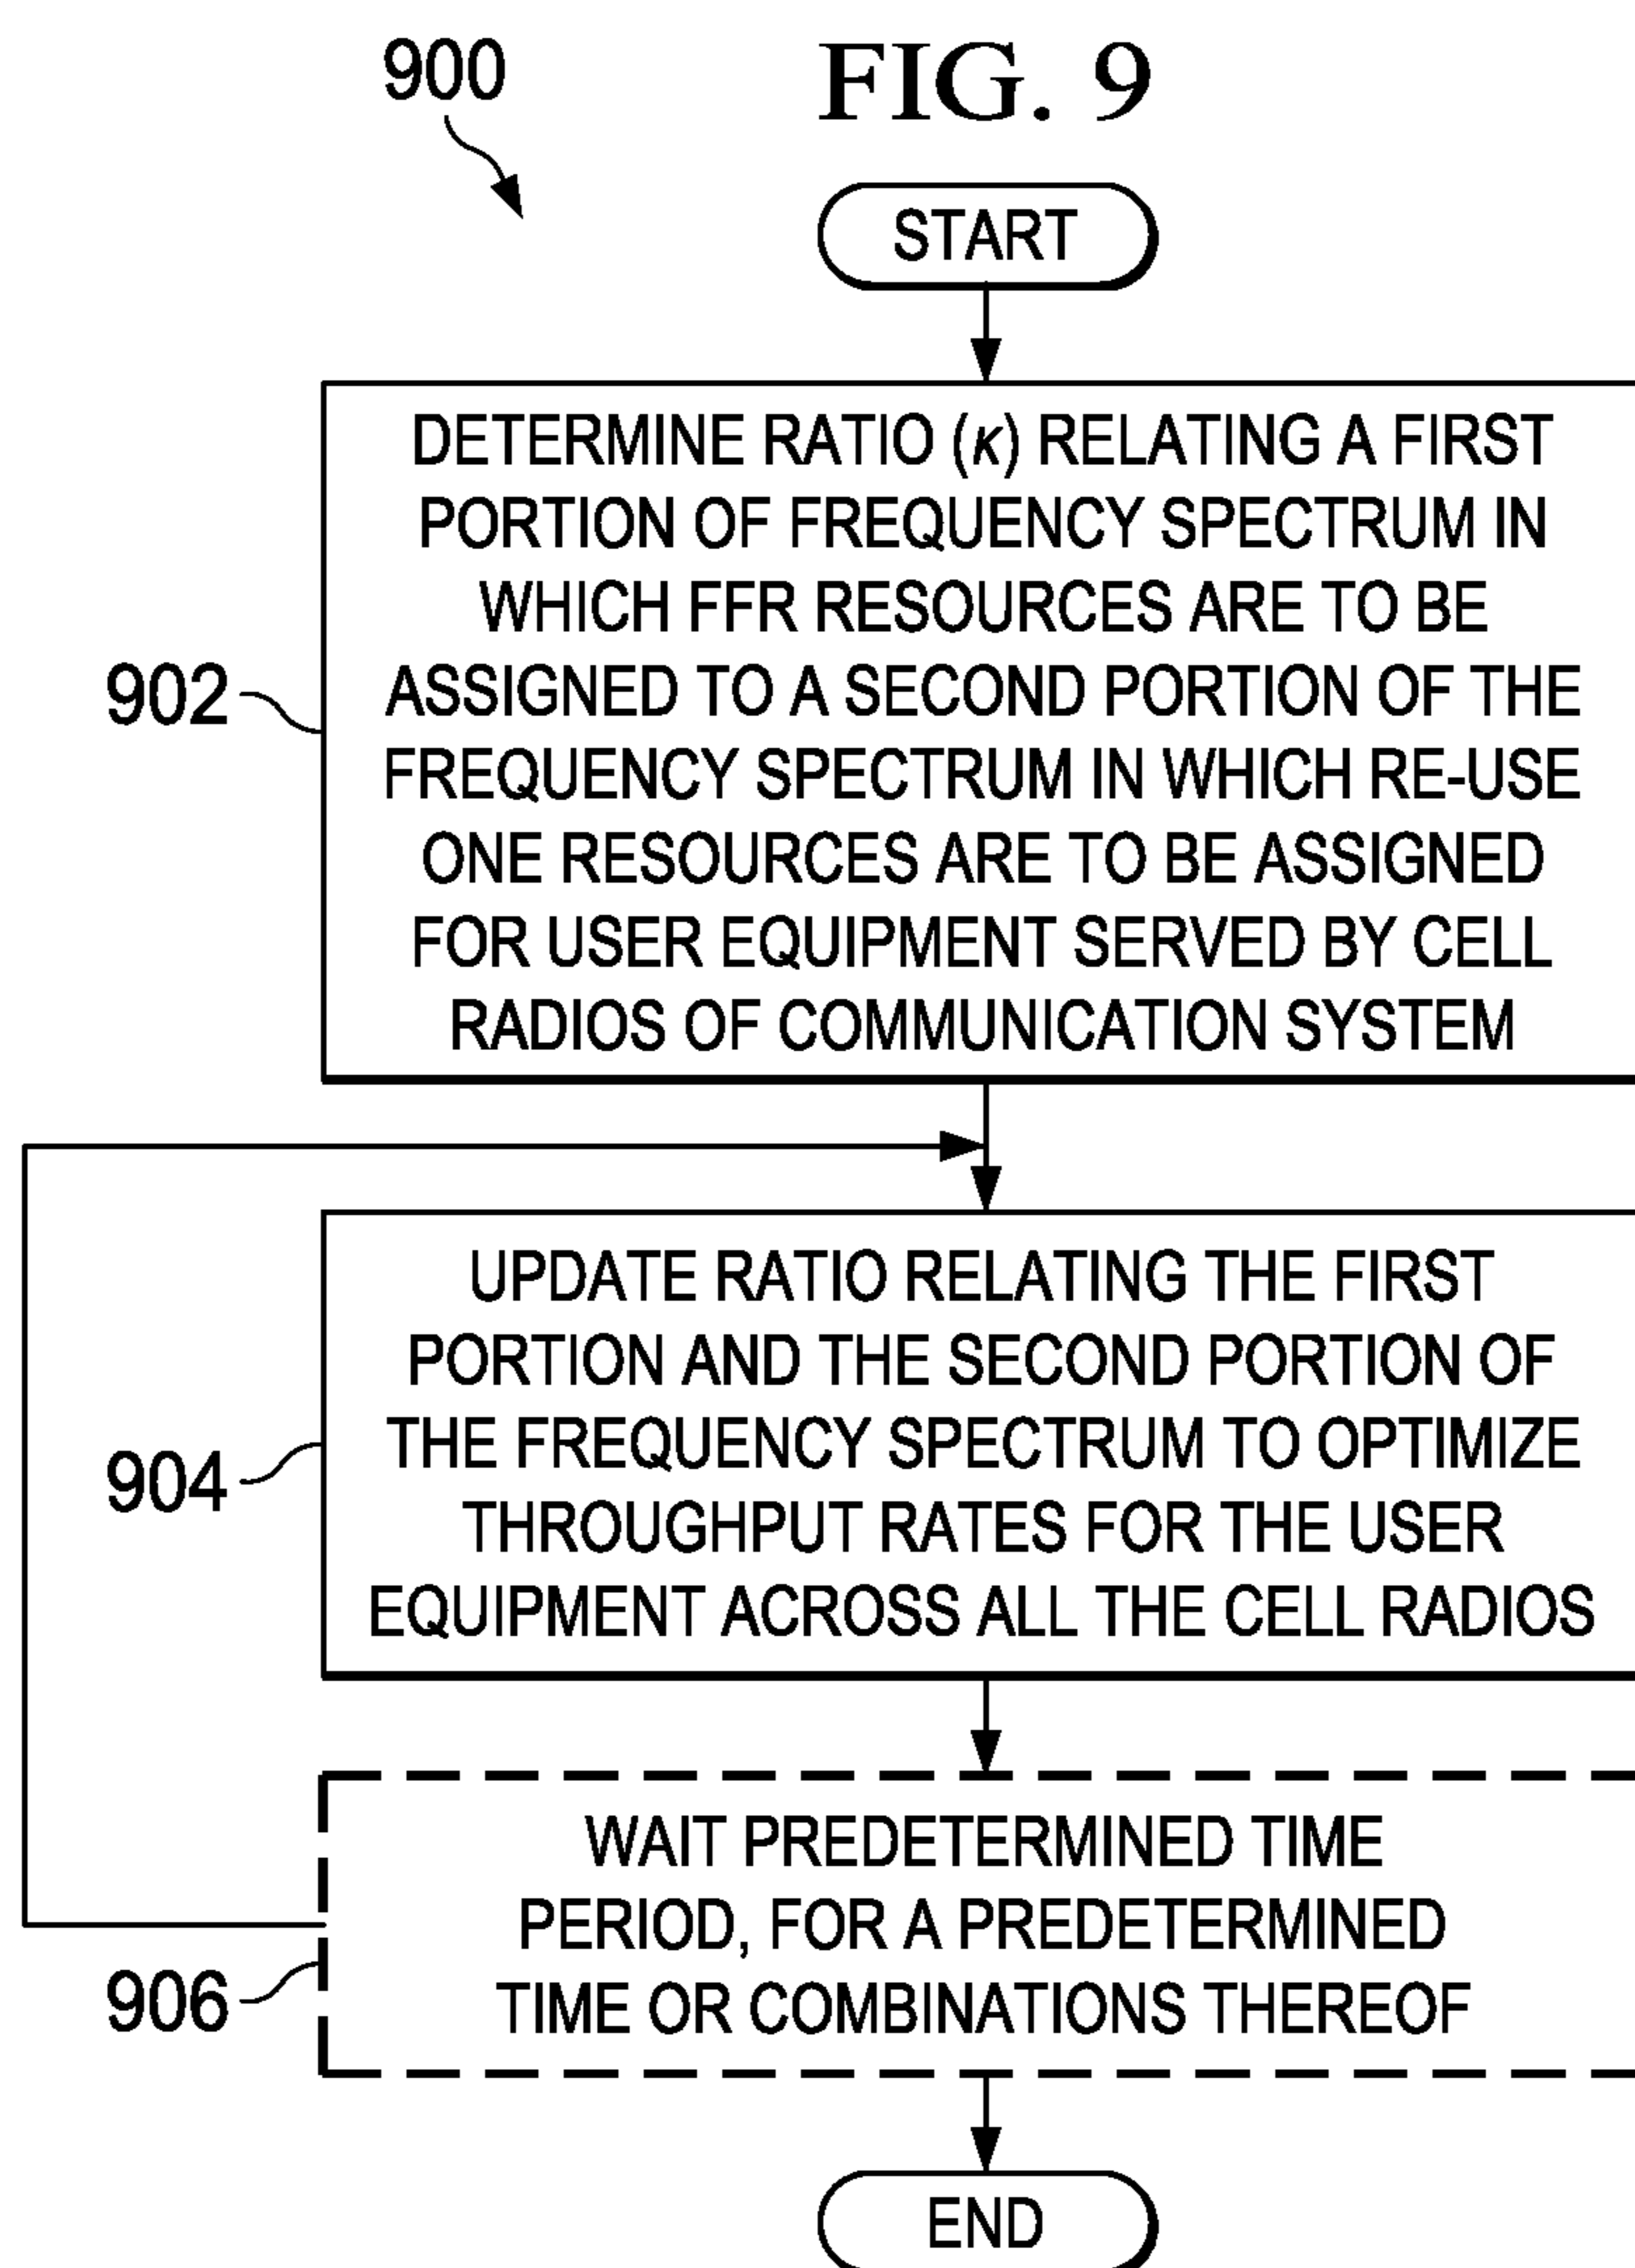 900
FIG. 9
START
DETERMINE RATIO (κ) RELATING A FIRST
PORTION OF FREQUENCY SPECTRUM IN
WHICH FFR RESOURCES ARE TO BE
ASSIGNED TO A SECOND PORTION OF THE
FREQUENCY SPECTRUM IN WHICH RE-USE
ONE RESOURCES ARE TO BE ASSIGNED
FOR USER EQUIPMENT SERVED BY CELL
RADIOS OF COMMUNICATION SYSTEM
902
UPDATE RATIO RELATING THE FIRST
PORTION AND THE SECOND PORTION OF
THE FREQUENCY SPECTRUM TO OPTIMIZE
THROUGHPUT RATES FOR THE USER
EQUIPMENT ACROSS ALL THE CELL RADIOS
904
WAIT PREDETERMINED TIME
PERIOD, FOR A PREDETERMINED
TIME OR COMBINATIONS THEREOF
906
END